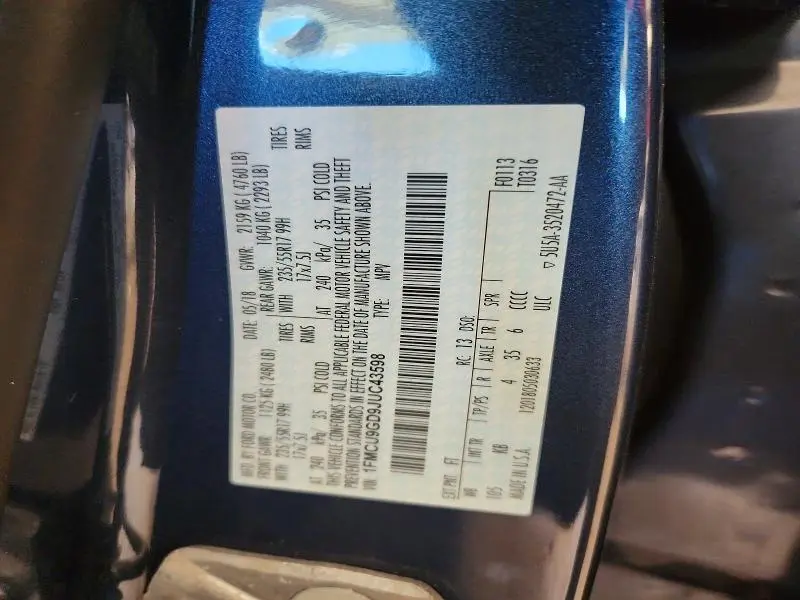 MFD. BY FORD MOTOR CO.
DATE: 05/18 GVWR: 2159 KG ( 4760 LB)
FRONT GAWR: 1125 KG ( 2480 LB) REAR GAWR: 1040 KG ( 2293 LB)
WITH 235/55R17 99H TIRES WITH 235/55R17 99H TIRES
17x7.5J RIMS 17x7.5J RIMS
AT 240 kPa/ 35 PSI COLD AT 240 kPa/ 35 PSI COLD
THIS VEHICLE CONFORMS TO ALL APPLICABLE FEDERAL MOTOR VEHICLE SAFETY AND THEFT
PREVENTION STANDARDS IN EFFECT ON THE DATE OF MANUFACTURE SHOWN ABOVE.
VIN: 1FMCU9GD9JUC43598 TYPE: MPV
F0113
T0316
EXT PNT: FT RC: 13 DSO:
WB INT TR TP/PS R AXLE TR SPR
105 KB 4 35 6 CCCC
MADE IN U.S.A. 120180503063​3 ULC
▽ 5U5A-3520472-AA